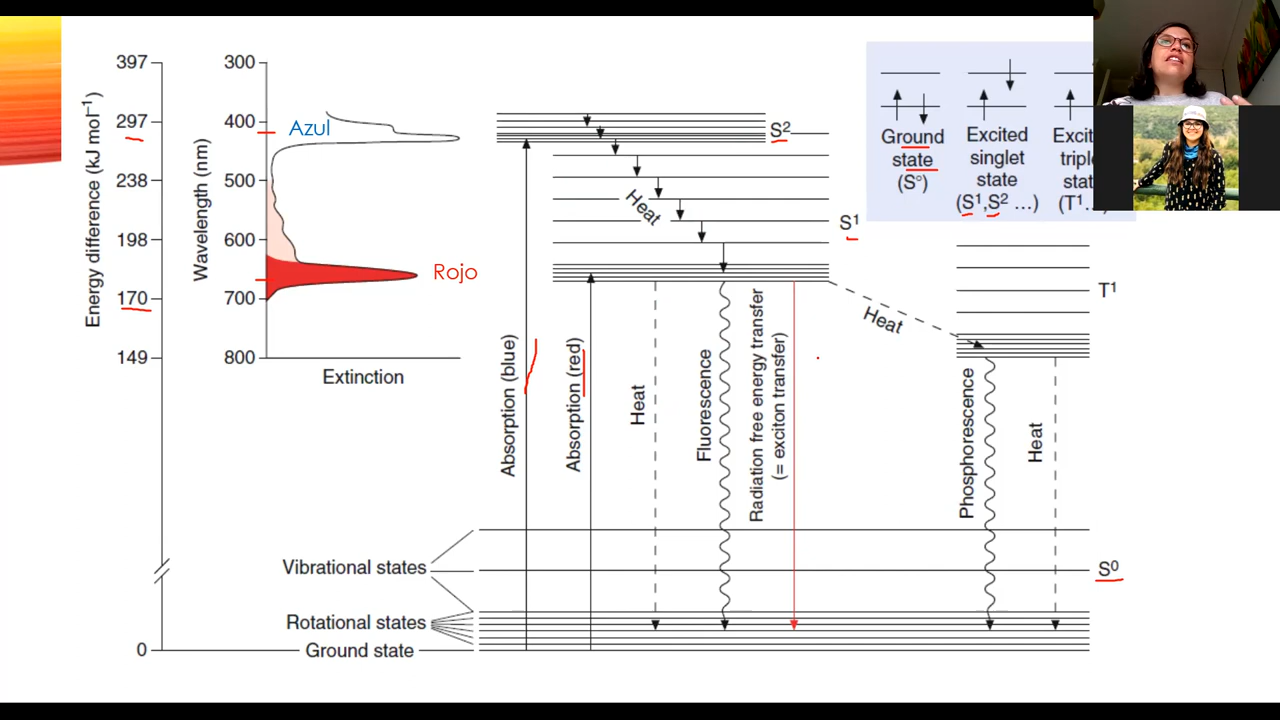 397
297
238
198
170
149
0
Energy difference (kJ mol⁻¹)
300
400
500
600
700
800
Wavelength (nm)
Azul
Rojo
Extinction
S²
S¹
Heat
Absorption (blue)
Absorption (red)
Heat
Fluorescence
Radiation free energy transfer
(= exciton transfer)
Heat
T¹
Phosphorescence
Heat
S⁰
Vibrational states
Rotational states
Ground state
Ground
state
(S°)
Excited
singlet
state
(S¹,S² ...)